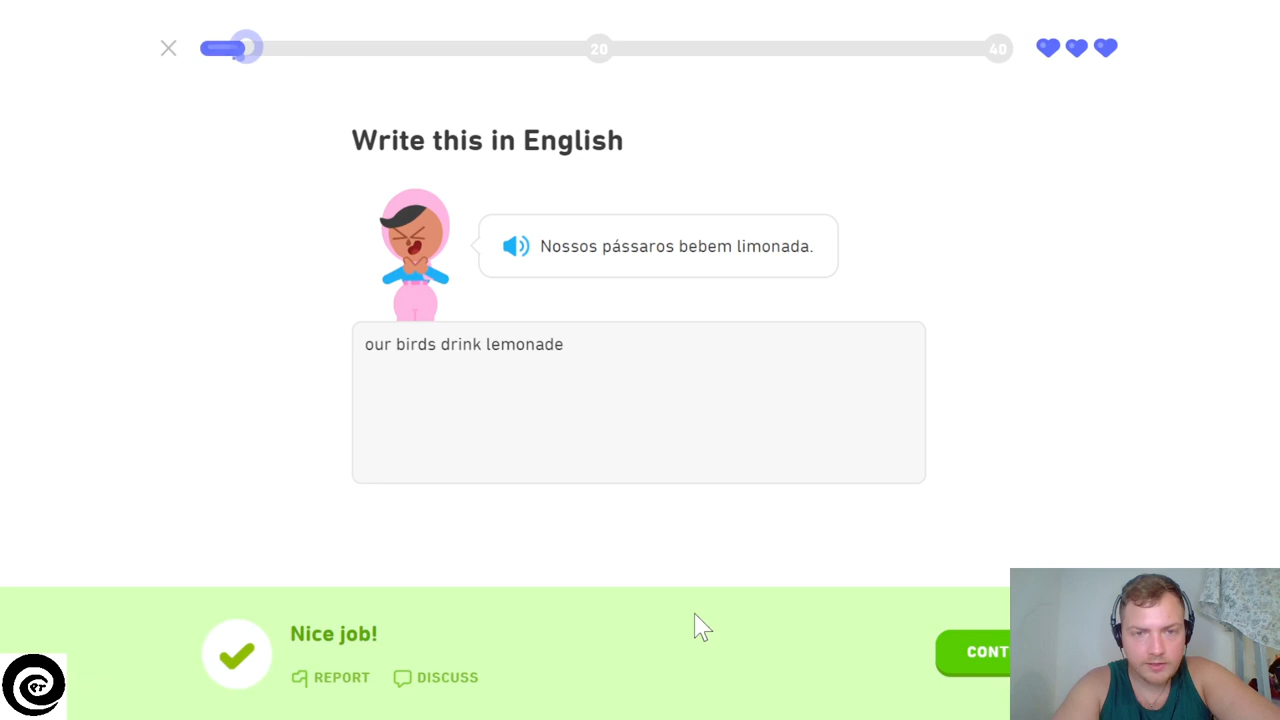 20
40
Write this in English
Nossos pássaros bebem limonada.
our birds drink lemonade
Nice job!
REPORT
DISCUSS
CONT